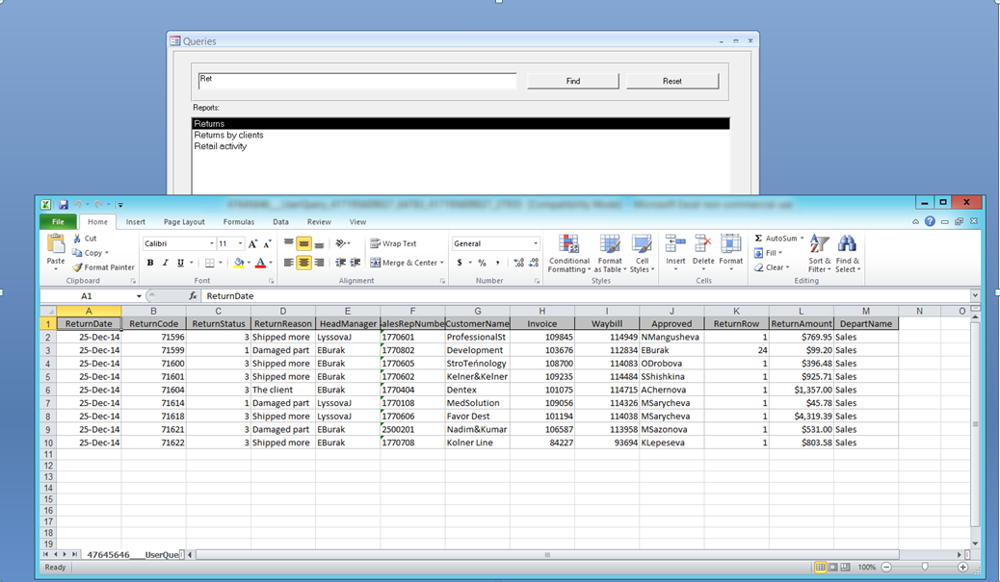 Queries
Ret
Find
Reset
Reports:
Returns
Returns by clients
Retail activity
File Home Insert Page Layout Formulas Data Review View
Paste
Cut
Copy
Format Painter
Clipboard
Calibri 11
B I U
Font
Wrap Text
Merge & Center
Alignment
General
$ % ,
Number
Conditional Formatting
Format as Table
Cell Styles
Styles
Insert Delete Format
Cells
AutoSum
Fill
Clear
Sort & Filter
Find & Select
Editing
A1 fx ReturnDate
A B C D E F G H I J K L M N O
1 ReturnDate ReturnCode ReturnStatus ReturnReason HeadManager alesRepNumbe CustomerName Invoice Waybill Approved ReturnRow ReturnAmount DepartName
2 25-Dec-14 71596 3 Shipped more LyssovaJ 1770601 ProfessionalSt 109845 114949 NMangusheva 1 $769.95 Sales
3 25-Dec-14 71599 1 Damaged part EBurak 1770802 Development 103676 112834 EBurak 24 $99.20 Sales
4 25-Dec-14 71600 3 Shipped more EBurak 1770605 StroTeñnology 108700 114083 ODrobova 1 $396.48 Sales
5 25-Dec-14 71601 3 Shipped more EBurak 1770602 Kelner&Kelner 109235 114484 SShishkina 1 $925.71 Sales
6 25-Dec-14 71604 3 The client EBurak 1770404 Dentex 101075 114715 AChernova 1 $1,357.00 Sales
7 25-Dec-14 71614 1 Damaged part LyssovaJ 1770108 MedSolution 109056 114326 MSarycheva 1 $45.78 Sales
8 25-Dec-14 71618 3 Shipped more LyssovaJ 1770606 Favor Dest 101194 114038 MSarycheva 1 $4,319.39 Sales
9 25-Dec-14 71621 3 Damaged part EBurak 2500201 Nadim&Kumar 106587 113958 MSazonova 1 $531.00 Sales
10 25-Dec-14 71622 3 Shipped more EBurak 1770708 Kolner Line 84227 93694 KLepeseva 1 $803.58 Sales
11
12
13
14
15
16
17
18
19
47645646___UserQue
Ready
100%